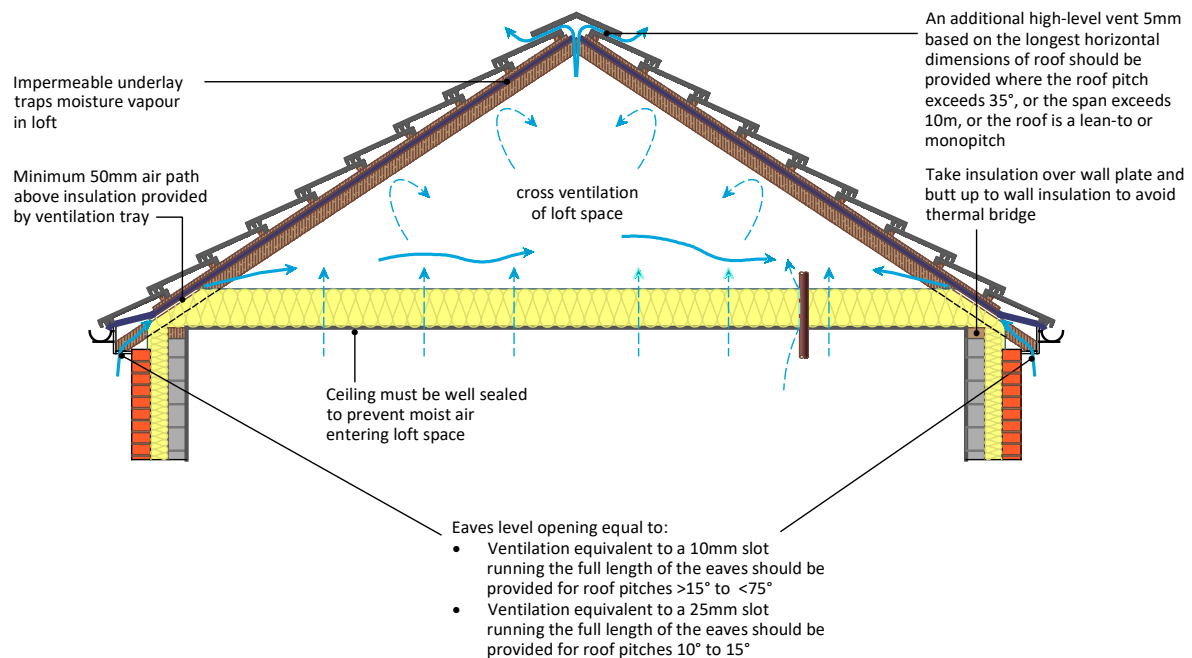 Impermeable underlay
traps moisture vapour
in loft
Minimum 50mm air path
above insulation provided
by ventilation tray
cross ventilation
of loft space
An additional high-level vent 5mm
based on the longest horizontal
dimensions of roof should be
provided where the roof pitch
exceeds 35°, or the span exceeds
10m, or the roof is a lean-to or
monopitch
Take insulation over wall plate and
butt up to wall insulation to avoid
thermal bridge
Ceiling must be well sealed
to prevent moist air
entering loft space
Eaves level opening equal to:
• Ventilation equivalent to a 10mm slot
running the full length of the eaves should be
provided for roof pitches >15° to <75°
• Ventilation equivalent to a 25mm slot
running the full length of the eaves should be
provided for roof pitches 10° to 15°